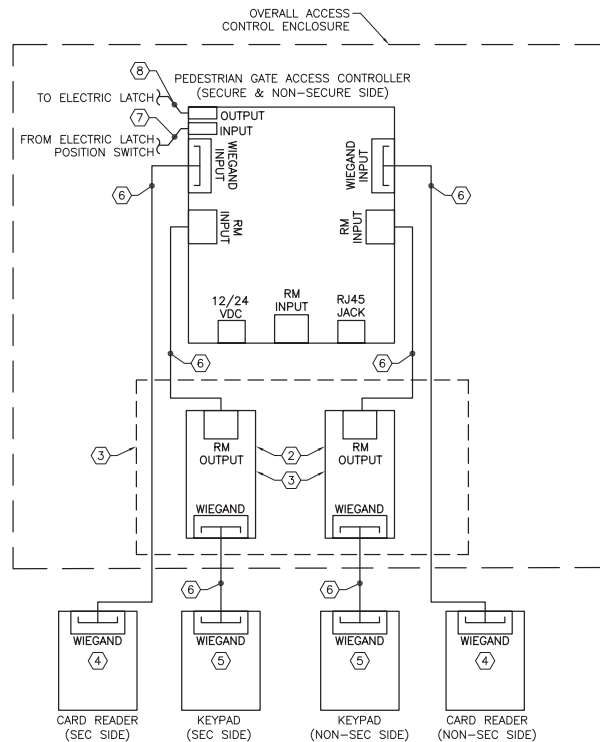 OVERALL ACCESS
CONTROL ENCLOSURE
8
PEDESTRIAN GATE ACCESS CONTROLLER
(SECURE & NON-SECURE SIDE)
TO ELECTRIC LATCH
OUTPUT
7
INPUT
FROM ELECTRIC LATCH
POSITION SWITCH
WIEGAND
INPUT
WIEGAND
INPUT
6
6
RM
INPUT
RM
INPUT
12/24
VDC
RM
INPUT
RJ45
JACK
6
6
3
RM
OUTPUT
2
3
RM
OUTPUT
WIEGAND
WIEGAND
6
6
WIEGAND
4
WIEGAND
5
WIEGAND
5
WIEGAND
4
CARD READER
(SEC SIDE)
KEYPAD
(SEC SIDE)
KEYPAD
(NON-SEC SIDE)
CARD READER
(NON-SEC SIDE)